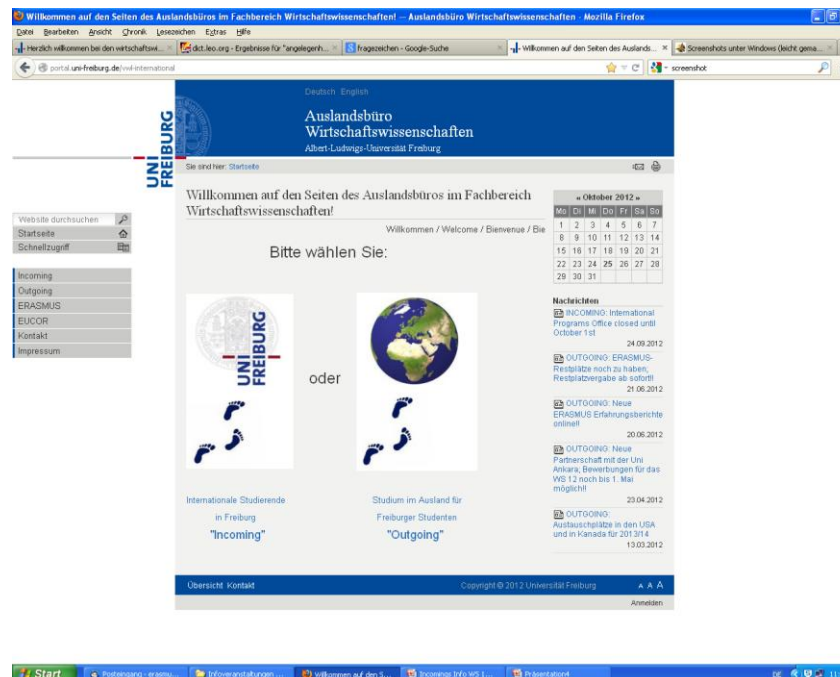 Willkommen auf den Seiten des Auslandsbüros im Fachbereich Wirtschaftswissenschaften! — Auslandsbüro Wirtschaftswissenschaften - Mozilla Firefox
Datei Bearbeiten Ansicht Chronik Lesezeichen Extras Hilfe
Herzlich willkommen bei den wirtschaftswi... dict.leo.org - Ergebnisse für "angelegenh... fragezeichen - Google-Suche Willkommen auf den Seiten des Auslands... Screenshots unter Windows (leicht gema...
portal.uni-freiburg.de/vwl-international screenshot
Deutsch English
Auslandsbüro
Wirtschaftswissenschaften
Albert-Ludwigs-Universität Freiburg
UNI
FREIBURG
Sie sind hier: Startseite
Website durchsuchen
Startseite
Schnellzugriff
Incoming
Outgoing
ERASMUS
EUCOR
Kontakt
Impressum
Willkommen auf den Seiten des Auslandsbüros im Fachbereich
Wirtschaftswissenschaften!
Willkommen / Welcome / Bienvenue / Bie
Bitte wählen Sie:
UNI
FREIBURG
oder
Internationale Studierende
in Freiburg
"Incoming"
Studium im Ausland für
Freiburger Studenten
"Outgoing"
« Oktober 2012 »
Mo Di Mi Do Fr Sa So
1 2 3 4 5 6 7
8 9 10 11 12 13 14
15 16 17 18 19 20 21
22 23 24 25 26 27 28
29 30 31
Nachrichten
INCOMING: International
Programs Office closed until
October 1st
24.09.2012
OUTGOING: ERASMUS-
Restplätze noch zu haben;
Restplatzvergabe ab sofort!!
21.06.2012
OUTGOING: Neue
ERASMUS Erfahrungsberichte
online!!
20.06.2012
OUTGOING: Neue
Partnerschaft mit der Uni
Ankara; Bewerbungen für das
WS 12 noch bis 1. Mai
möglich!!
23.04.2012
OUTGOING:
Austauschplätze in den USA
und in Kanada für 2013/14
13.03.2012
Übersicht Kontakt Copyright © 2012 Universität Freiburg A A A
Anmelden
Start Posteingang - erasmu... Infoveranstaltungen ... Willkommen auf den S... Incomings Info WS 1... Präsentation4 DE